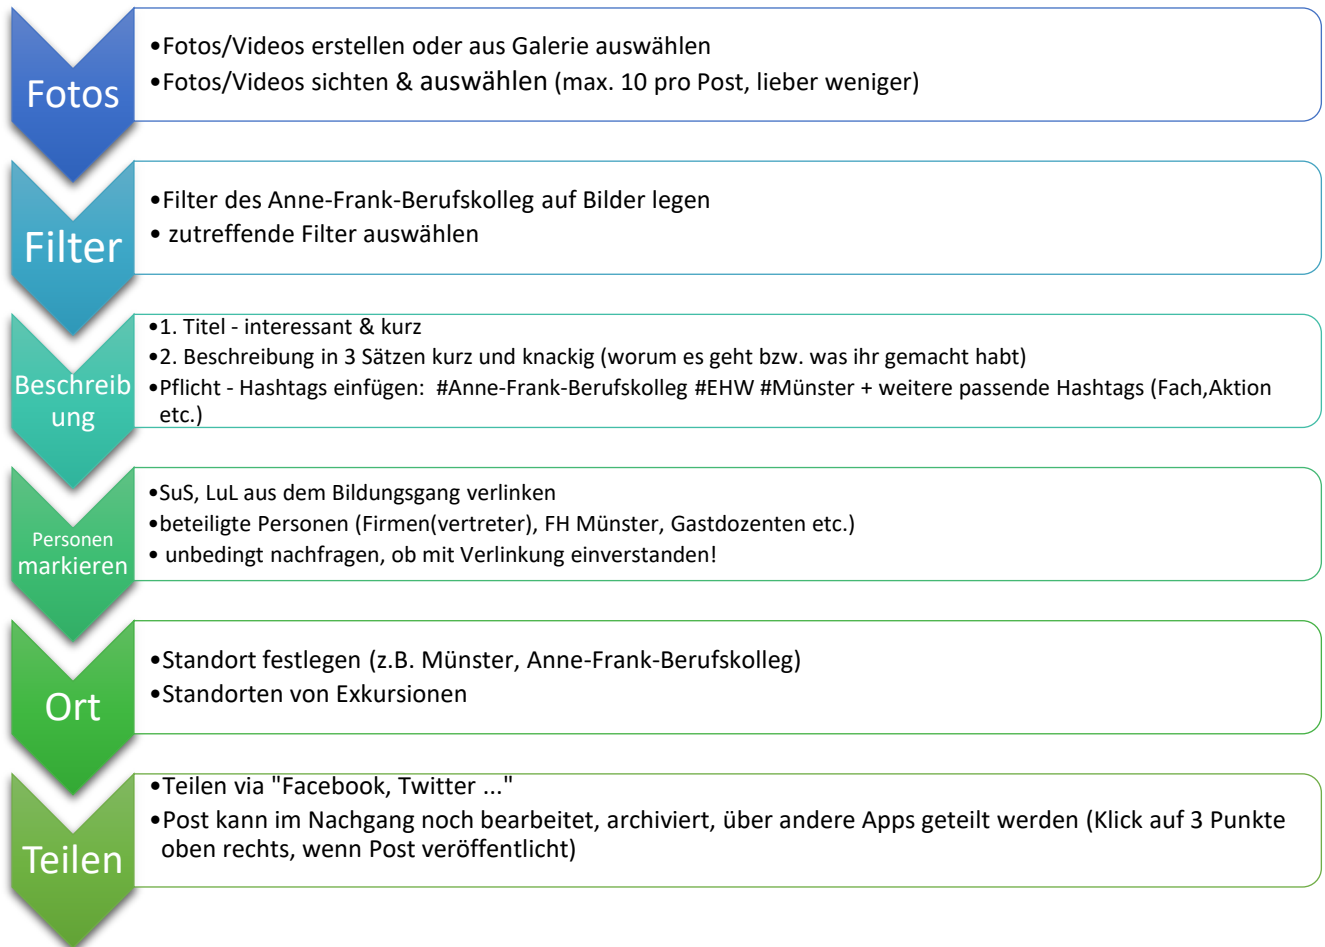 Fotos
•Fotos/Videos erstellen oder aus Galerie auswählen
•Fotos/Videos sichten & auswählen (max. 10 pro Post, lieber weniger)
Filter
•Filter des Anne-Frank-Berufskolleg auf Bilder legen
• zutreffende Filter auswählen
Beschreib
ung
•1. Titel - interessant & kurz
•2. Beschreibung in 3 Sätzen kurz und knackig (worum es geht bzw. was ihr gemacht habt)
•Pflicht - Hashtags einfügen: #Anne-Frank-Berufskolleg #EHW #Münster + weitere passende Hashtags (Fach,Aktion
etc.)
Personen
markieren
•SuS, LuL aus dem Bildungsgang verlinken
•beteiligte Personen (Firmen(vertreter), FH Münster, Gastdozenten etc.)
• unbedingt nachfragen, ob mit Verlinkung einverstanden!
Ort
•Standort festlegen (z.B. Münster, Anne-Frank-Berufskolleg)
•Standorten von Exkursionen
Teilen
•Teilen via "Facebook, Twitter ..."
•Post kann im Nachgang noch bearbeitet, archiviert, über andere Apps geteilt werden (Klick auf 3 Punkte
oben rechts, wenn Post veröffentlicht)